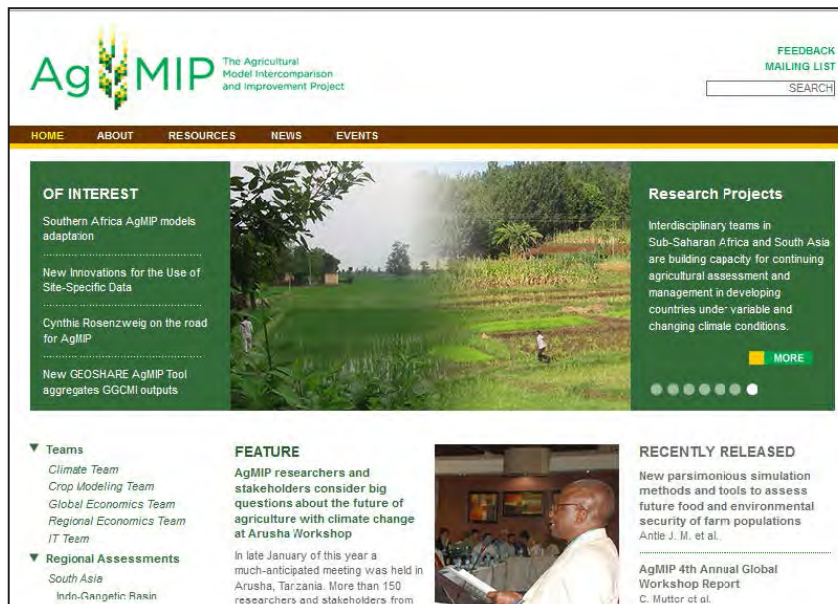 AgMIP
The Agricultural
Model Intercomparison
and Improvement Project
FEEDBACK
MAILING LIST
SEARCH
HOME ABOUT RESOURCES NEWS EVENTS
OF INTEREST
Southern Africa AgMIP models
adaptation
New Innovations for the Use of
Site-Specific Data
Cynthia Rosenzweig on the road
for AgMIP
New GEOSHARE AgMIP Tool
aggregates GGCMI outputs
Research Projects
Interdisciplinary teams in
Sub-Saharan Africa and South Asia
are building capacity for continuing
agricultural assessment and
management in developing
countries under variable and
changing climate conditions.
MORE
Teams
Climate Team
Crop Modeling Team
Global Economics Team
Regional Economics Team
IT Team
Regional Assessments
South Asia
Indo-Gangetic Basin
FEATURE
AgMIP researchers and
stakeholders consider big
questions about the future of
agriculture with climate change
at Arusha Workshop
In late January of this year a
much-anticipated meeting was held in
Arusha, Tanzania. More than 150
researchers and stakeholders from
RECENTLY RELEASED
New parsimonious simulation
methods and tools to assess
future food and environmental
security of farm populations
Antle J. M. et al.
AgMIP 4th Annual Global
Workshop Report
C. Mutter et al.